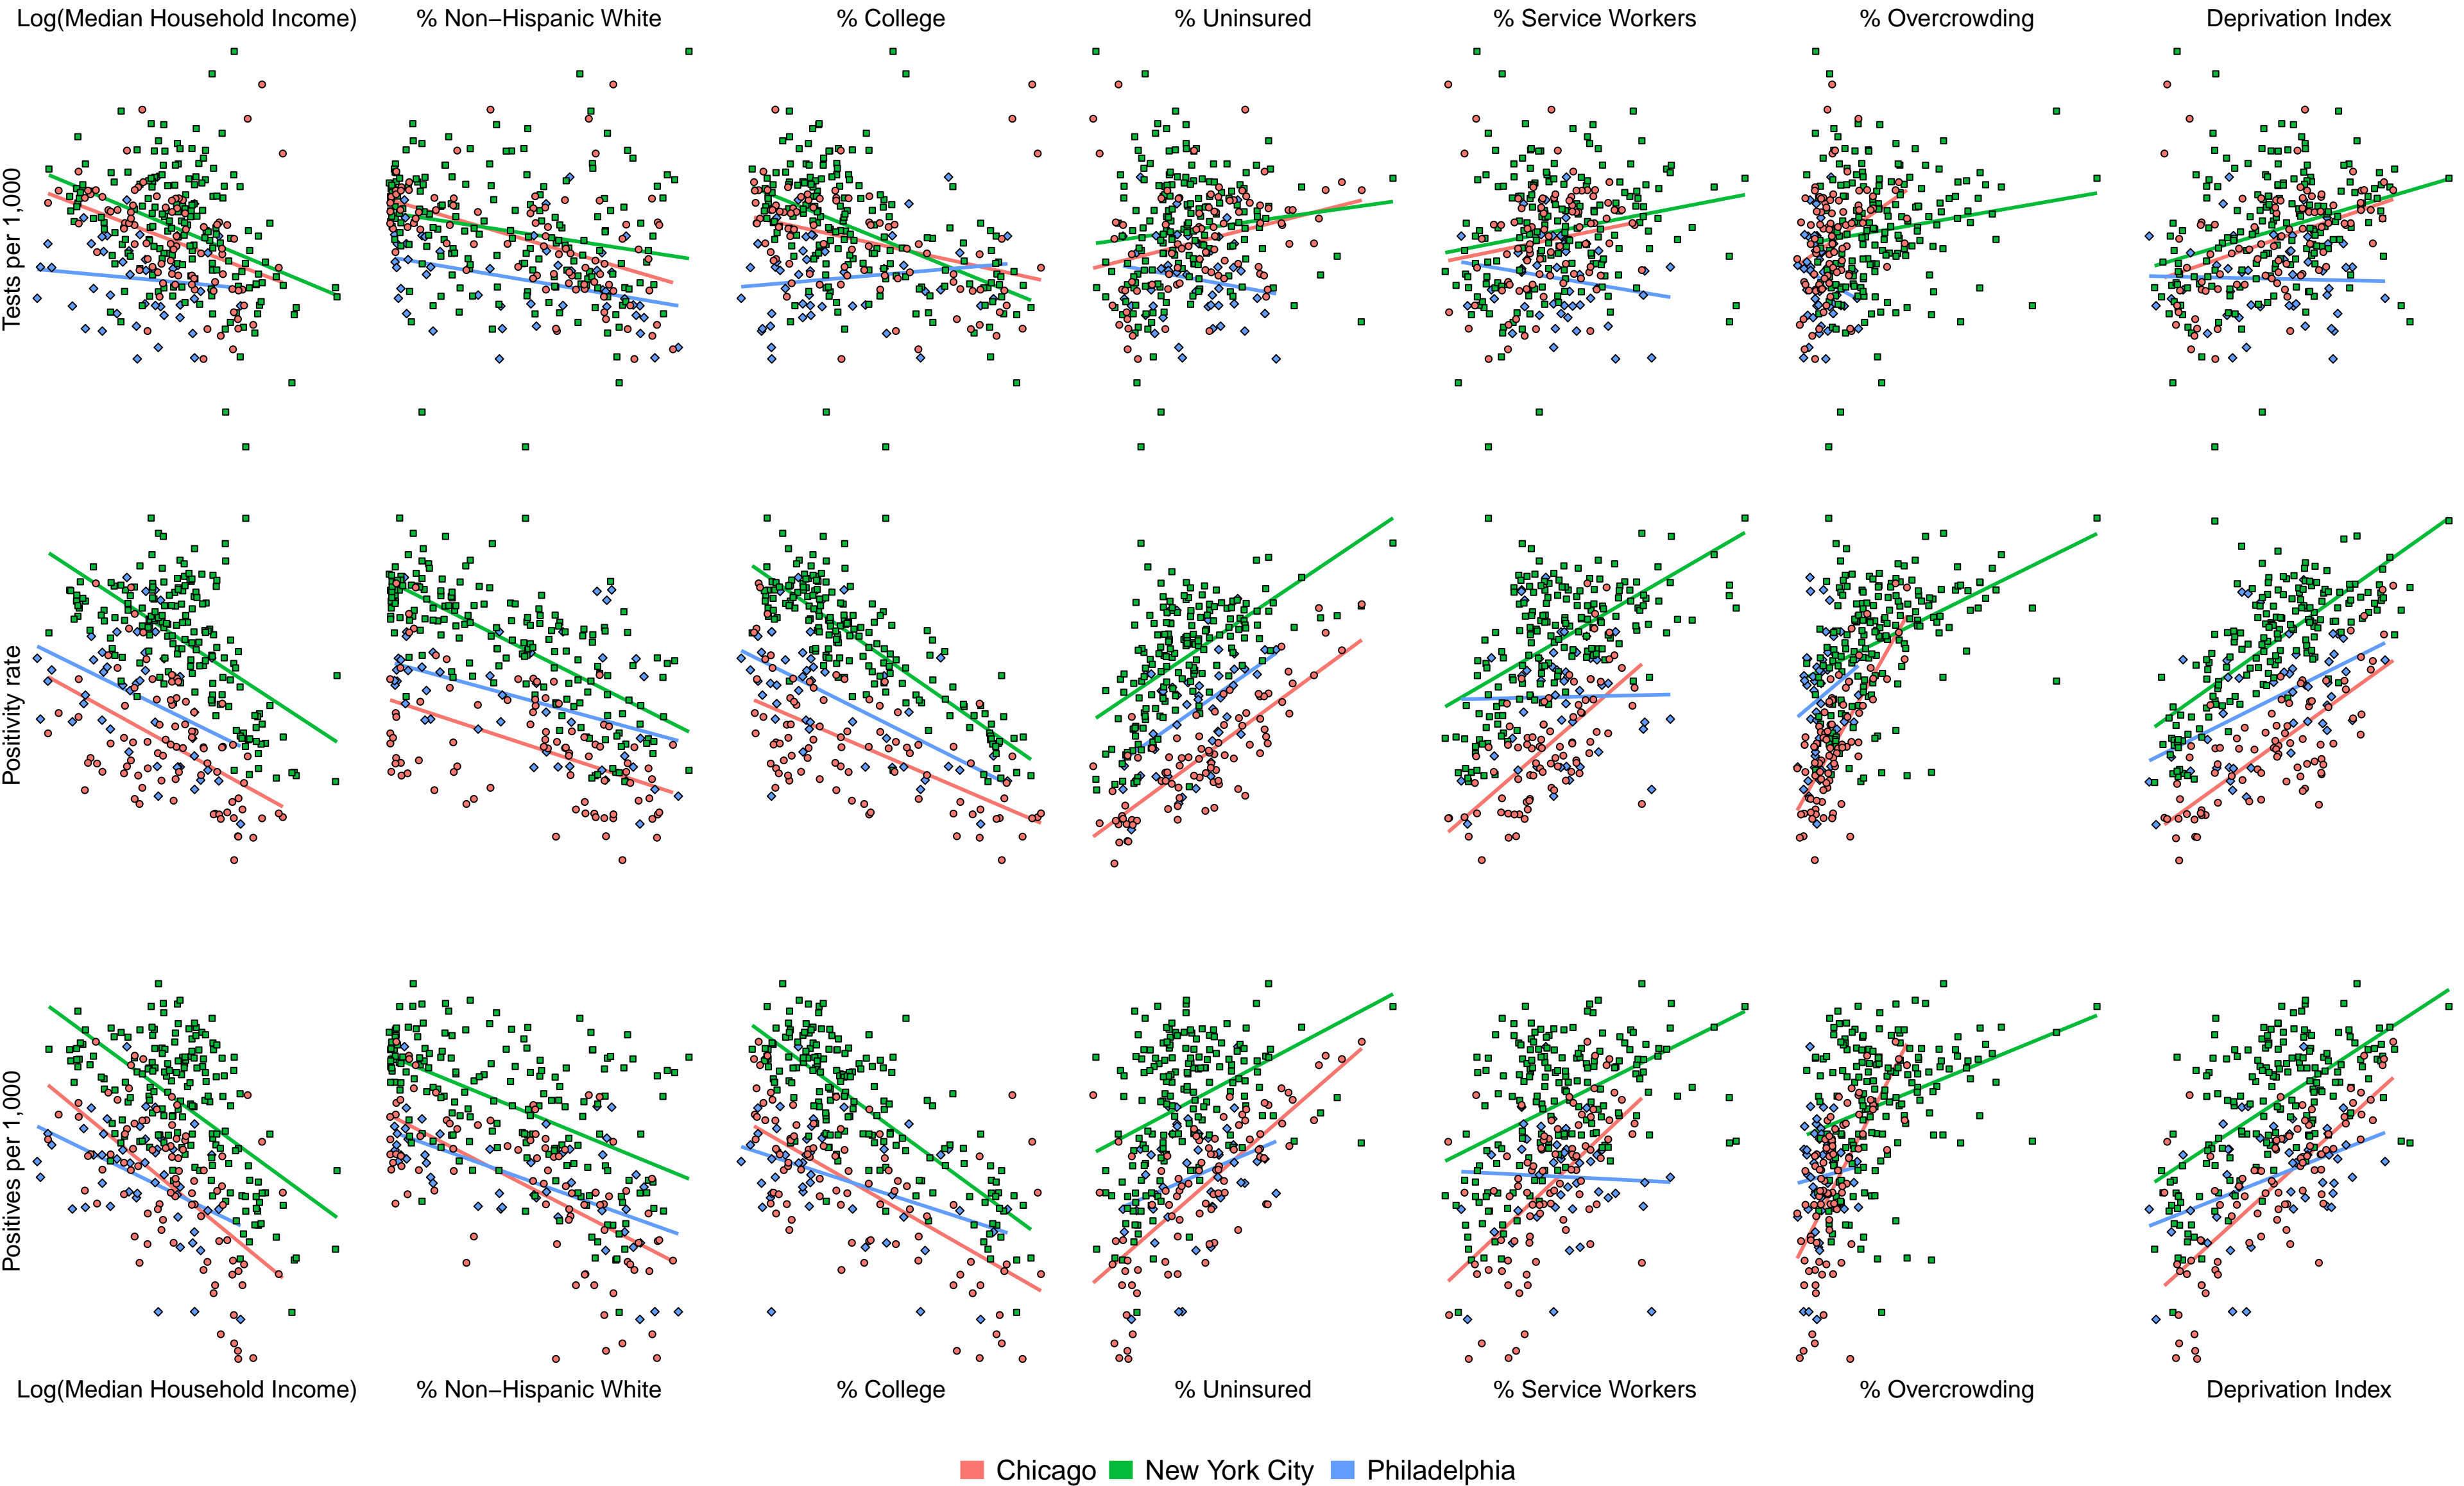 Log(Median Household Income) % Non−Hispanic White % College % Uninsured % Service Workers % Overcrowding Deprivation Index
Tests per 1,000
Positivity rate
Positives per 1,000
Log(Median Household Income) % Non−Hispanic White % College % Uninsured % Service Workers % Overcrowding Deprivation Index
Chicago New York City Philadelphia